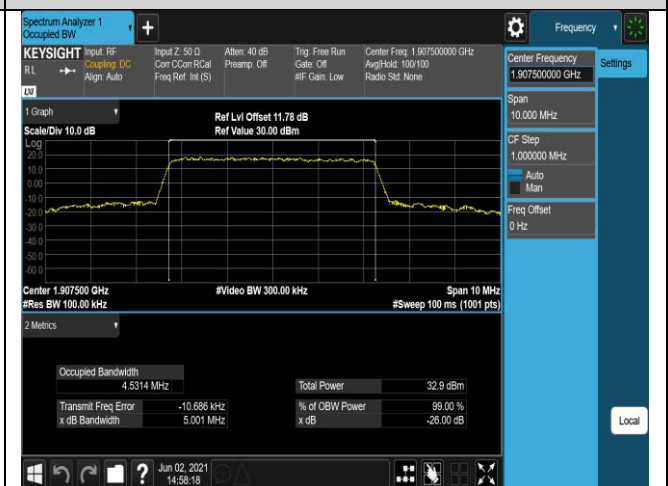 Spectrum Analyzer 1
Occupied BW
Frequency
KEYSIGHT
Input: RF
Coupling: DC
Align: Auto
Input Z: 50 Ω
Corr CCorr RCal
Freq Ref: Int (S)
Atten: 40 dB
Preamp: Off
Trig: Free Run
Gate: Off
#IF Gain: Low
Center Freq: 1.907500000 GHz
Avg|Hold: 100/100
Radio Std: None
RL
LXI
Center Frequency
1.907500000 GHz
Settings
Span
10.000 MHz
CF Step
1.000000 MHz
Auto
Man
Freq Offset
0 Hz
1 Graph
Scale/Div 10.0 dB
Ref Lvl Offset 11.78 dB
Ref Value 30.00 dBm
Log
20.0
10.0
0.00
-10.0
-20.0
-30.0
-40.0
-50.0
-60.0
Center 1.907500 GHz
#Video BW 300.00 kHz
Span 10 MHz
#Res BW 100.00 kHz
#Sweep 100 ms (1001 pts)
2 Metrics
Occupied Bandwidth
4.5314 MHz
Total Power 32.9 dBm
Transmit Freq Error -10.686 kHz
% of OBW Power 99.00 %
x dB Bandwidth 5.001 MHz
x dB -26.00 dB
Local
?
Jun 02, 2021
14:58:18